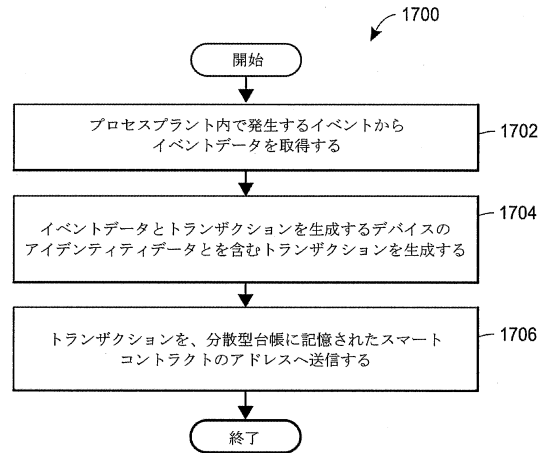 1700
開始
プロセスプラント内で発生するイベントから
イベントデータを取得する
1702
イベントデータとトランザクションを生成するデバイスの
アイデンティティデータとを含むトランザクションを生成する
1704
トランザクションを、分散型台帳に記憶されたスマート
コントラクトのアドレスへ送信する
1706
終了